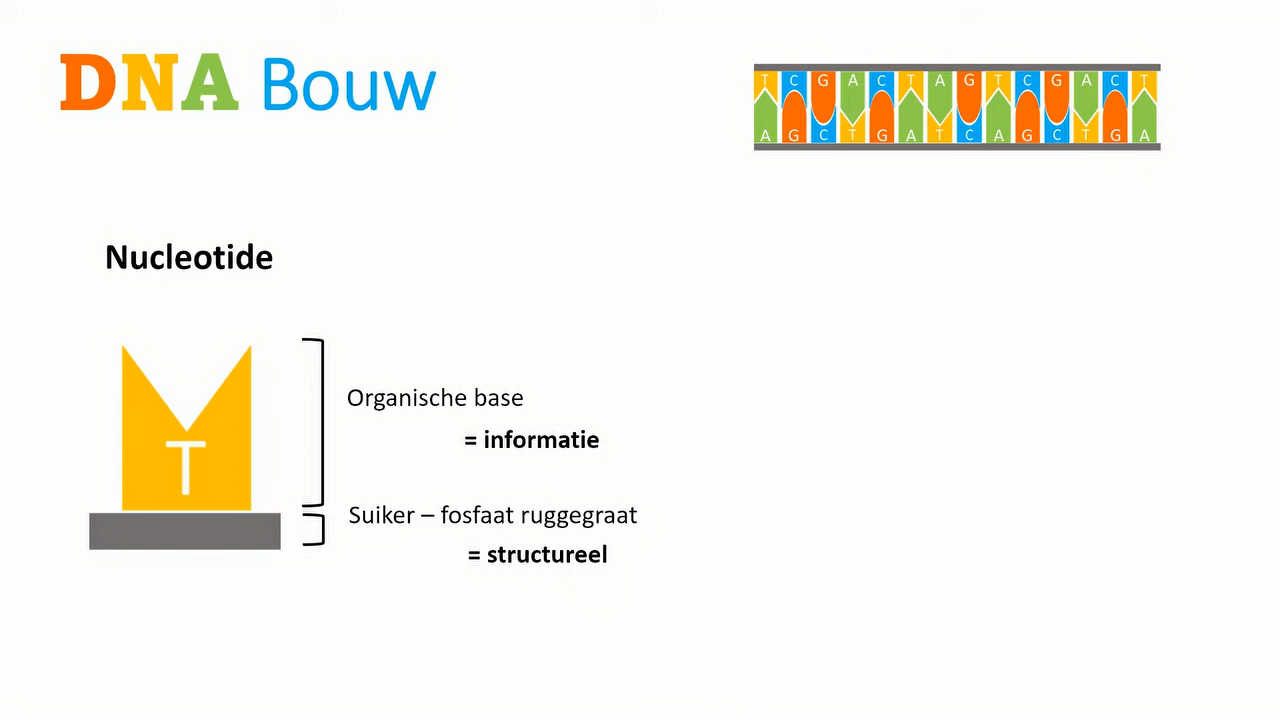 DNA Bouw
T C G A C T A G T C G A C T
A G C T G A T C A G C T G A
Nucleotide
T
Organische base
= informatie
Suiker – fosfaat ruggegraat
= structureel